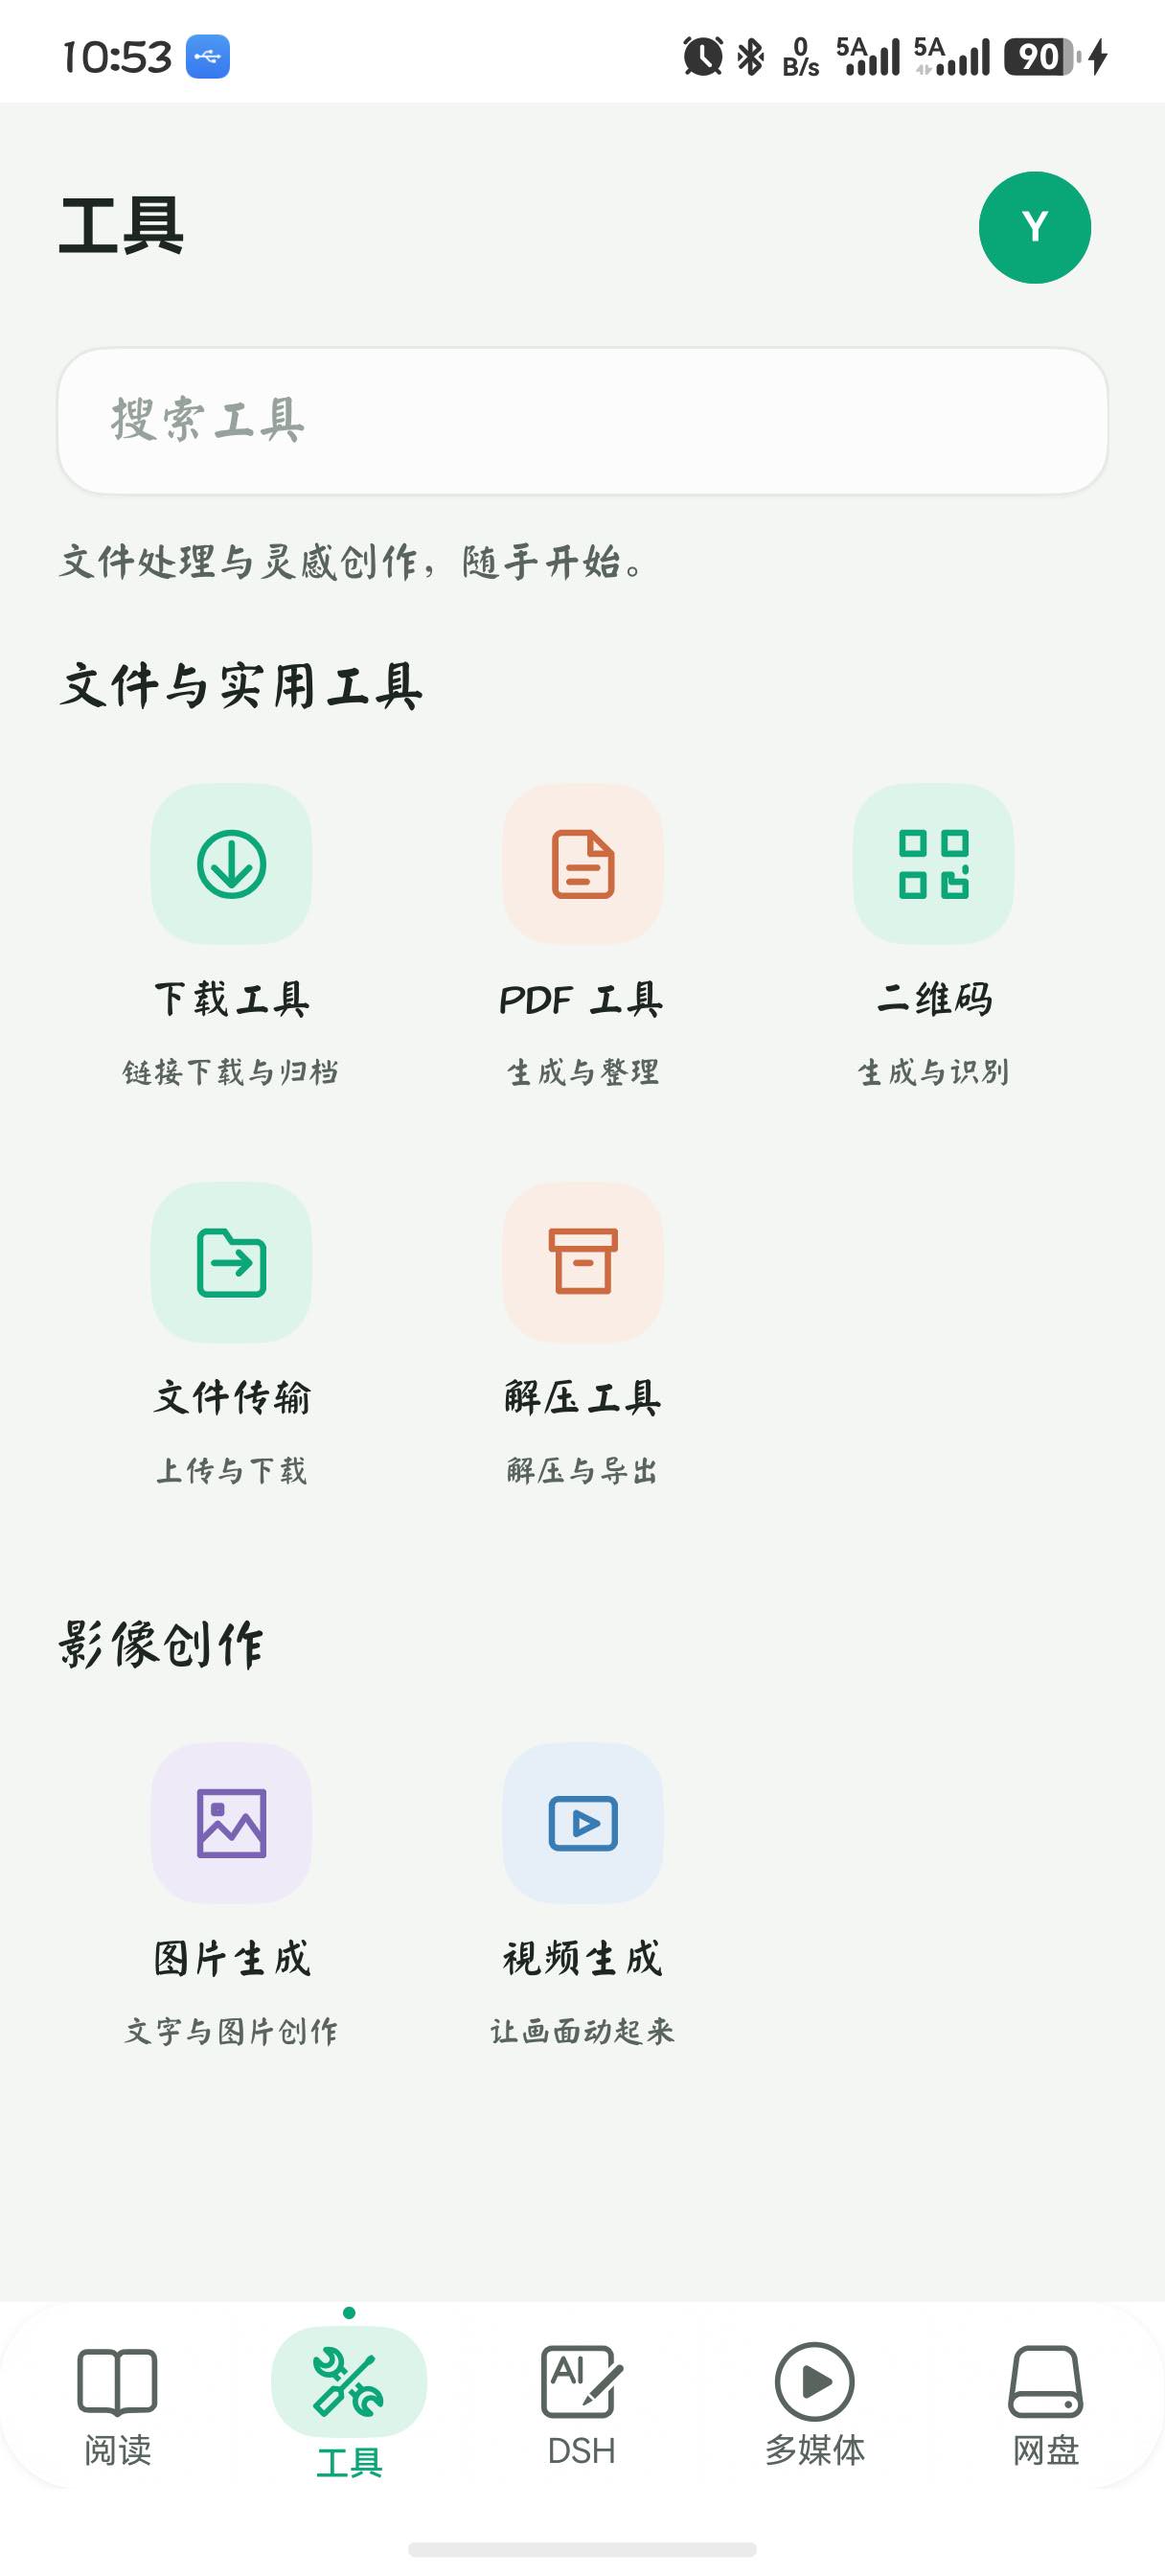 10:53
0 B/s 5A 5A 90
工具
Y
搜索工具
文件处理与灵感创作，随手开始。
文件与实用工具
下载工具 PDF 工具 二维码
链接下载与归档 生成与整理 生成与识别
文件传输 解压工具
上传与下载 解压与导出
影像创作
图片生成 視频生成
文字与图片创作 让画面动起来
AI
阅读 工具 DSH 多媒体 网盘